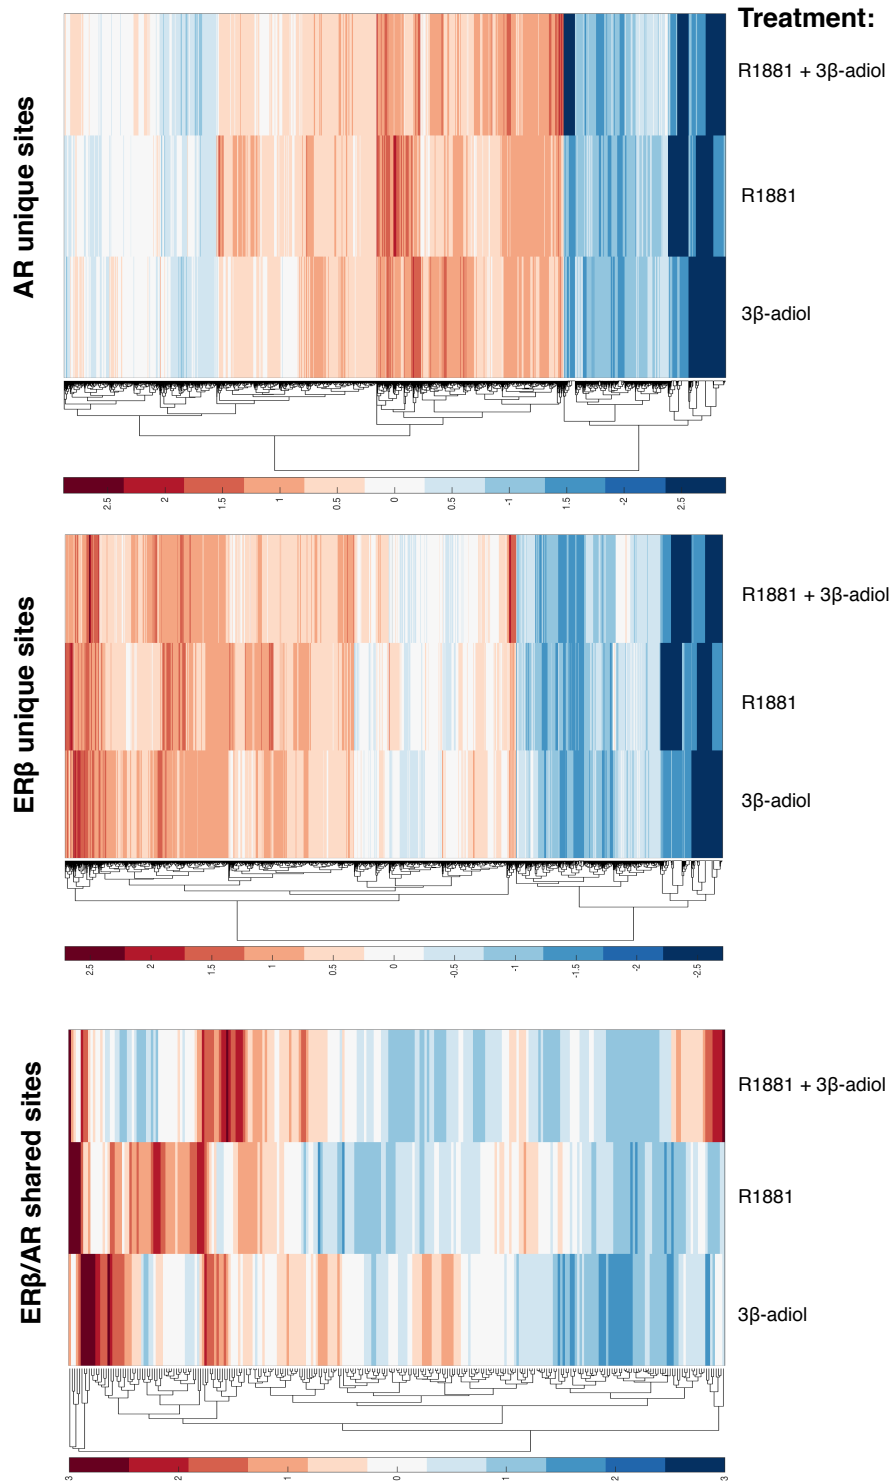 Treatment:
AR unique sites
R1881 + 3β-adiol
R1881
3β-adiol
2.5 2 1.5 1 0.5 0 0.5 -1 1.5 -2 2.5
ERβ unique sites
R1881 + 3β-adiol
R1881
3β-adiol
2.5 2 1.5 1 0.5 0 -0.5 -1 -1.5 -2 -2.5
ERβ/AR shared sites
R1881 + 3β-adiol
R1881
3β-adiol
3 2 1 0 1 2 3